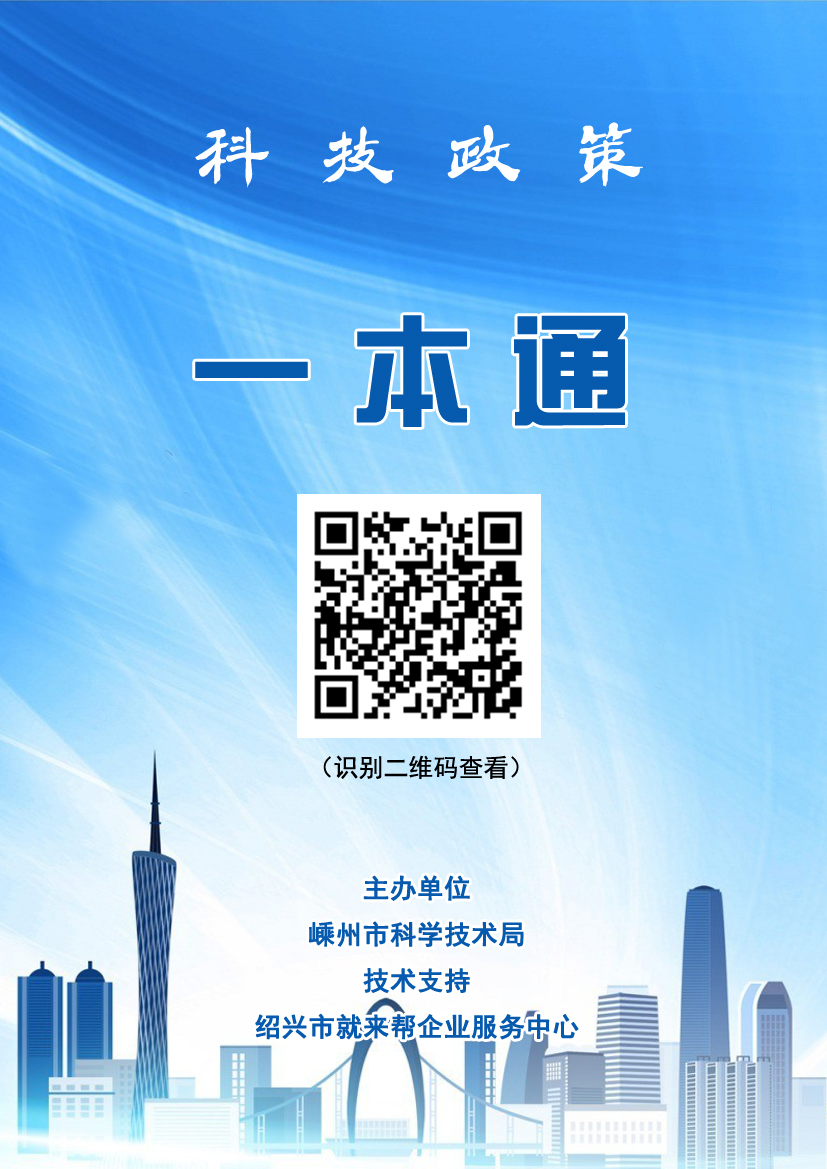 科技政策
一本通
（识别二维码查看）
主办单位
嵊州市科学技术局
技术支持
绍兴市就来帮企业服务中心